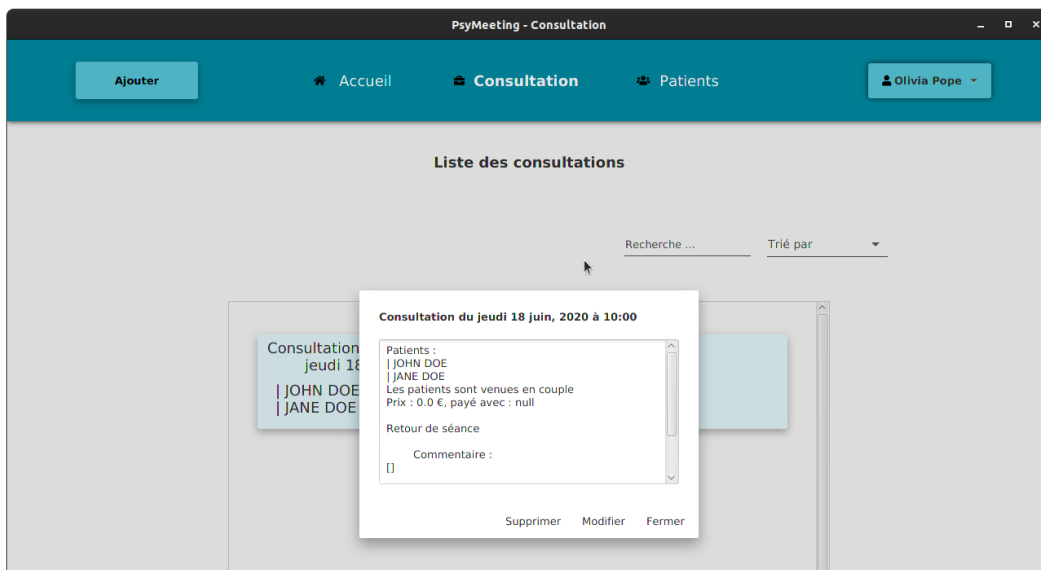 PsyMeeting - Consultation
Ajouter
Accueil
Consultation
Patients
Olivia Pope
Liste des consultations
Recherche ...
Trié par
Consultation
jeudi 18
| JOHN DOE
| JANE DOE
Consultation du jeudi 18 juin, 2020 à 10:00
Patients :
| JOHN DOE
| JANE DOE
Les patients sont venues en couple
Prix : 0.0 €, payé avec : null
Retour de séance
Commentaire :
[]
Supprimer
Modifier
Fermer